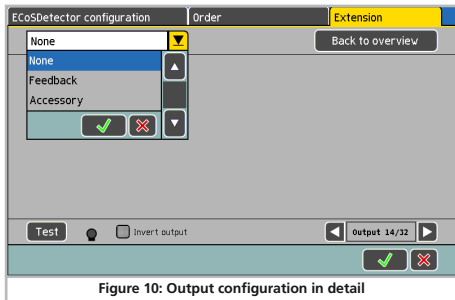 ECoSDetector configuration
Order
Extension
None
Back to overview
None
Feedback
Accessory
Test
Invert output
Output 14/32
Figure 10: Output configuration in detail